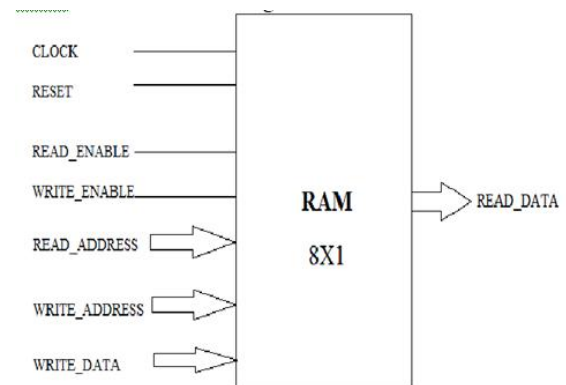 CLOCK
RESET
READ_ENABLE
WRITE_ENABLE
READ_ADDRESS
WRITE_ADDRESS
WRITE_DATA
RAM
8X1
READ_DATA